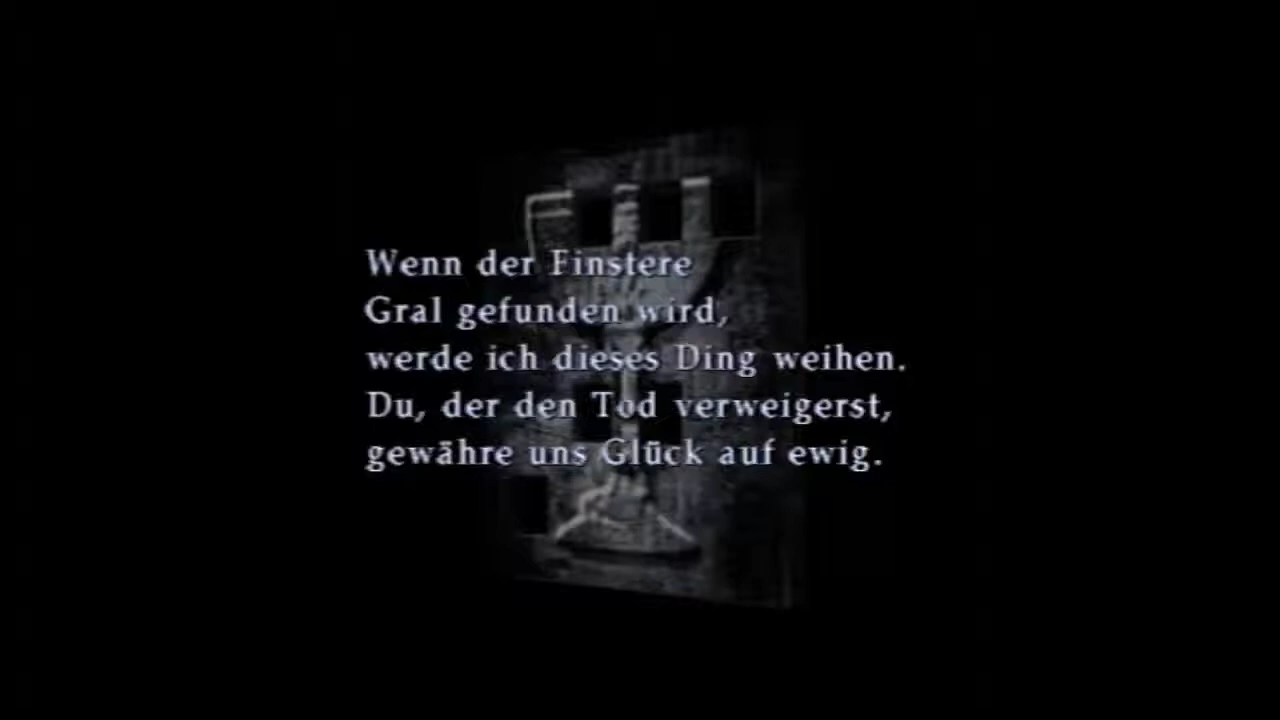 Wenn der Finstere
Gral gefunden wird,
werde ich dieses Ding weihen.
Du, der den Tod verweigerst,
gewähre uns Glück auf ewig.